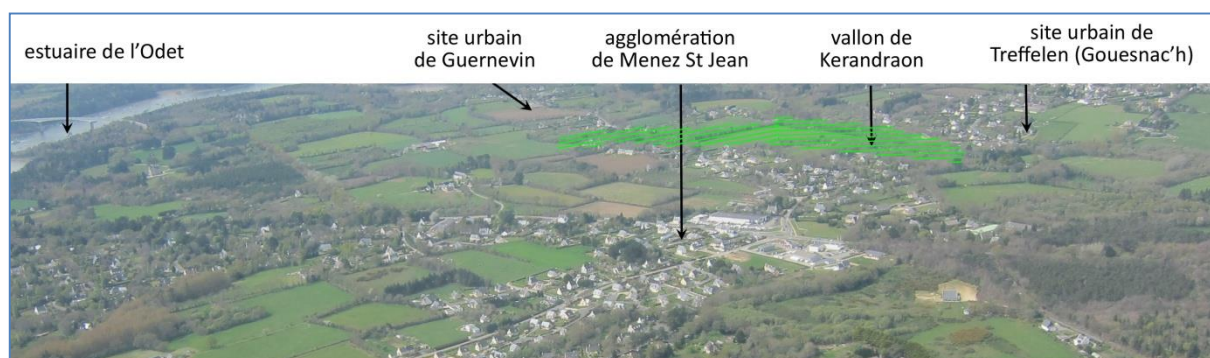 estuaire de l’Odet
site urbain
de Guernevin
agglomération
de Menez St Jean
vallon de
Kerandraon
site urbain de
Treffelen (Gouesnac’h)